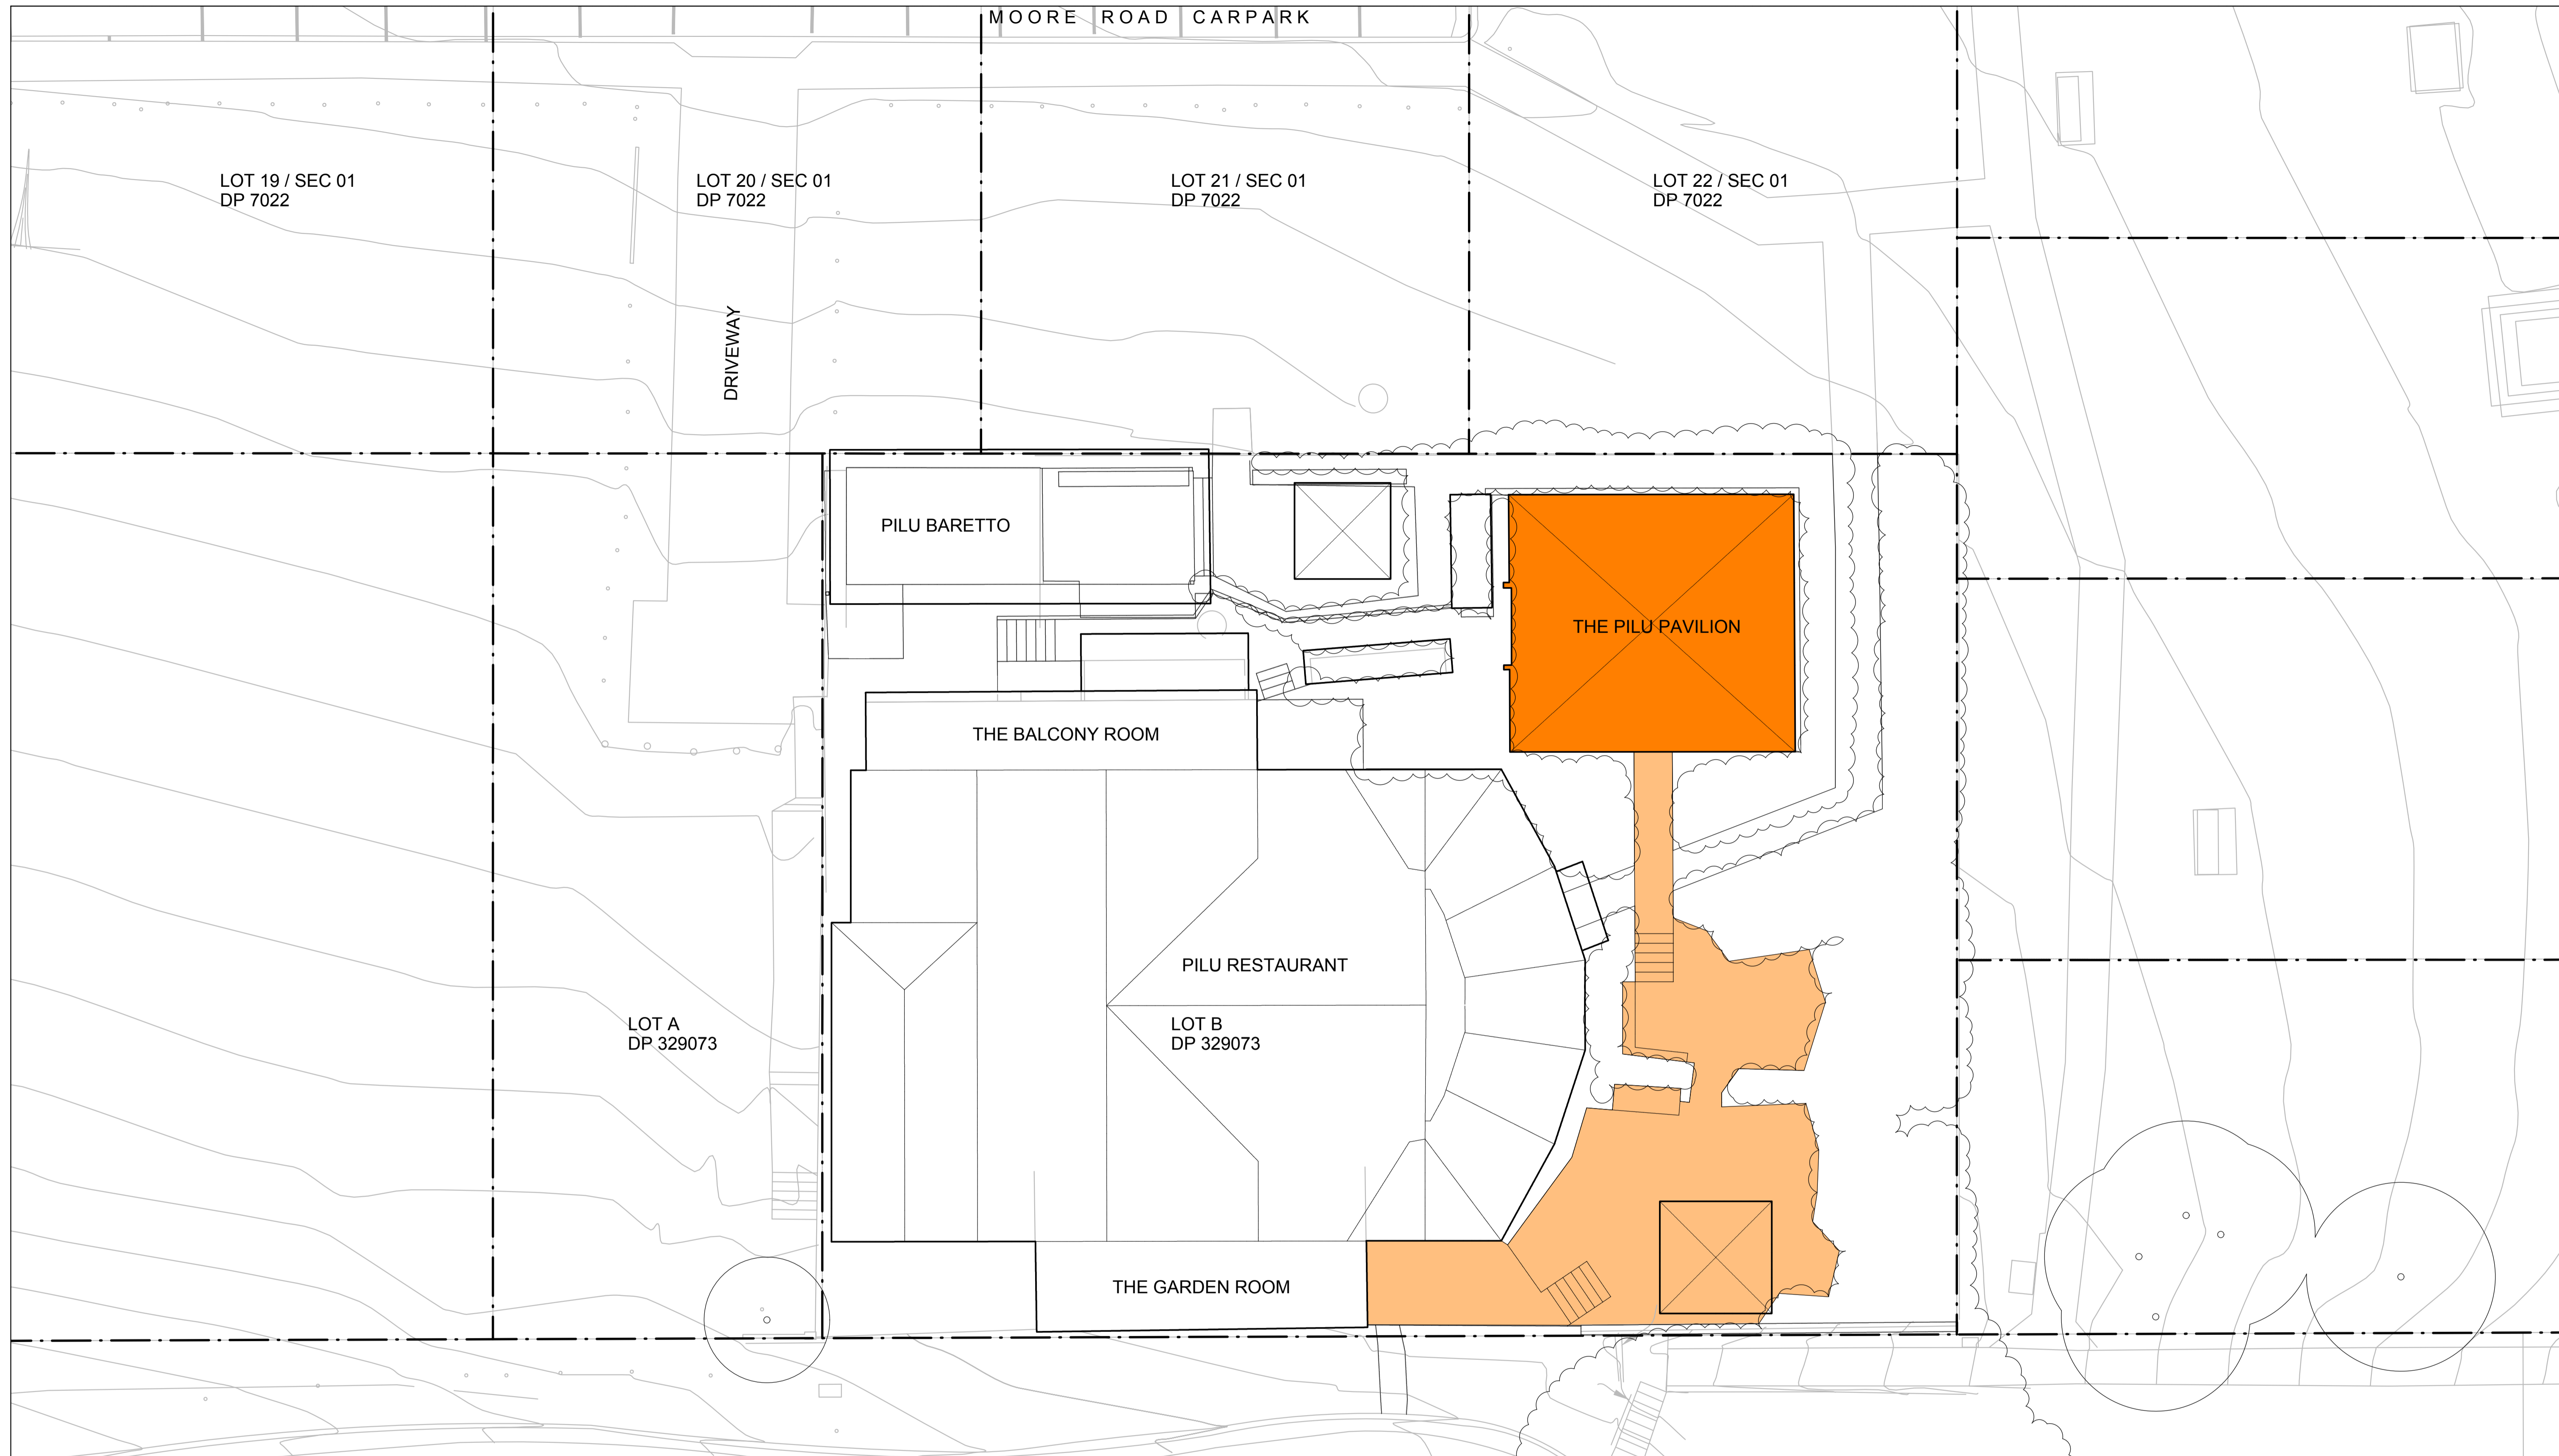 MOORE ROAD CARPARK
LOT 19 / SEC 01
DP 7022
LOT 20 / SEC 01
DP 7022
LOT 21 / SEC 01
DP 7022
LOT 22 / SEC 01
DP 7022
DRIVEWAY
PILU BARETTO
THE PILU PAVILION
THE BALCONY ROOM
PILU RESTAURANT
LOT A
DP 329073
LOT B
DP 329073
THE GARDEN ROOM